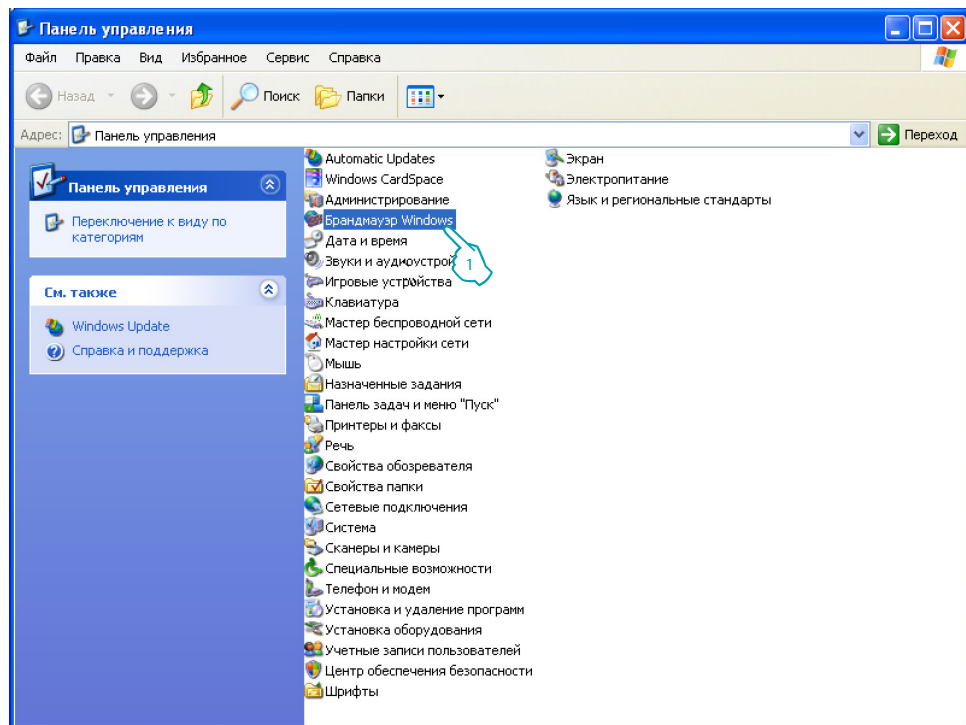 Панель управления
Файл Правка Вид Избранное Сервис Справка
Назад Поиск Папки
Адрес: Панель управления Переход
Панель управления
Переключение к виду по
категориям
См. также
Windows Update
Справка и поддержка
Automatic Updates
Windows CardSpace
Администрирование
Брандмауэр Windows
1
Дата и время
Звуки и аудиоустрой
Игровые устройства
Клавиатура
Мастер беспроводной сети
Мастер настройки сети
Мышь
Назначенные задания
Панель задач и меню "Пуск"
Принтеры и факсы
Речь
Свойства обозревателя
Свойства папки
Сетевые подключения
Система
Сканеры и камеры
Специальные возможности
Телефон и модем
Установка и удаление программ
Установка оборудования
Учетные записи пользователей
Центр обеспечения безопасности
Шрифты
Экран
Электропитание
Язык и региональные стандарты